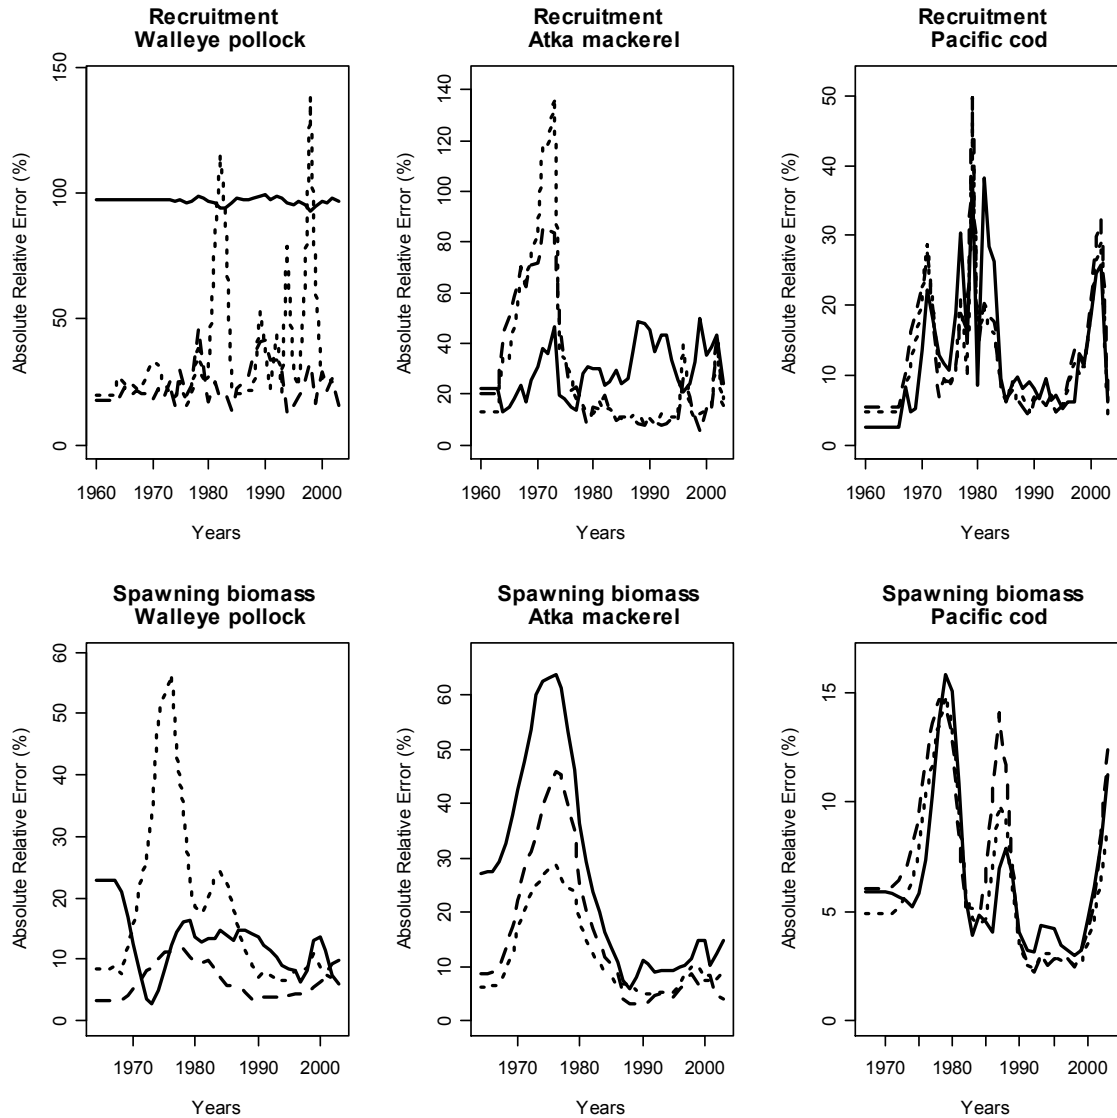 Recruitment
Walleye pollock
Absolute Relative Error (%)
0 50 100 150
1960 1970 1980 1990 2000
Years
Recruitment
Atka mackerel
Absolute Relative Error (%)
0 20 40 60 80 100 120 140
1960 1970 1980 1990 2000
Years
Recruitment
Pacific cod
Absolute Relative Error (%)
0 10 20 30 40 50
1960 1970 1980 1990 2000
Years
Spawning biomass
Walleye pollock
Absolute Relative Error (%)
0 10 20 30 40 50 60
1970 1980 1990 2000
Years
Spawning biomass
Atka mackerel
Absolute Relative Error (%)
0 10 20 30 40 50 60
1970 1980 1990 2000
Years
Spawning biomass
Pacific cod
Absolute Relative Error (%)
0 5 10 15
1970 1980 1990 2000
Years